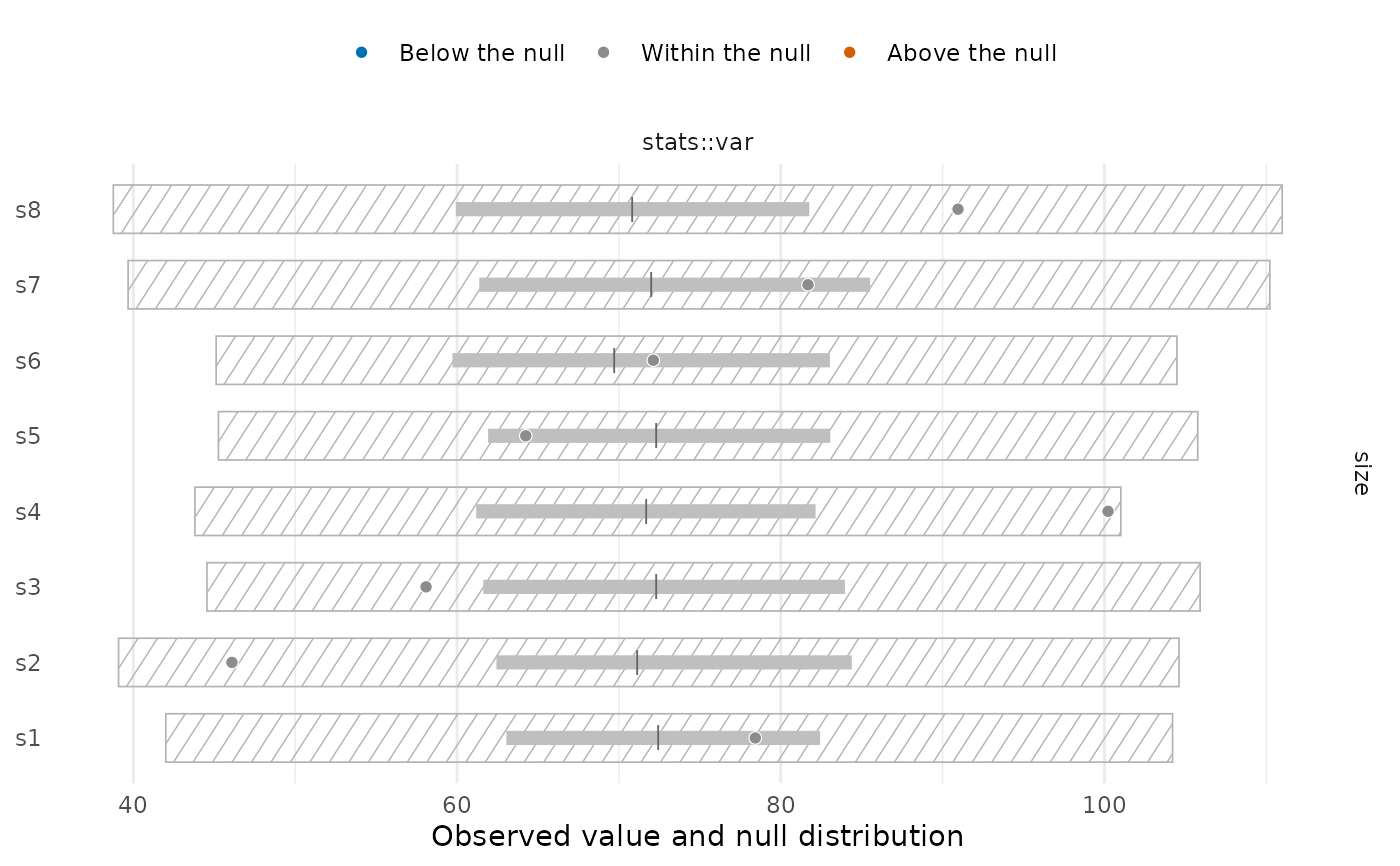 Below the null Within the null Above the null
stats::var
s8
s7
s6
s5
s4
s3
s2
s1
size
40 60 80 100
Observed value and null distribution